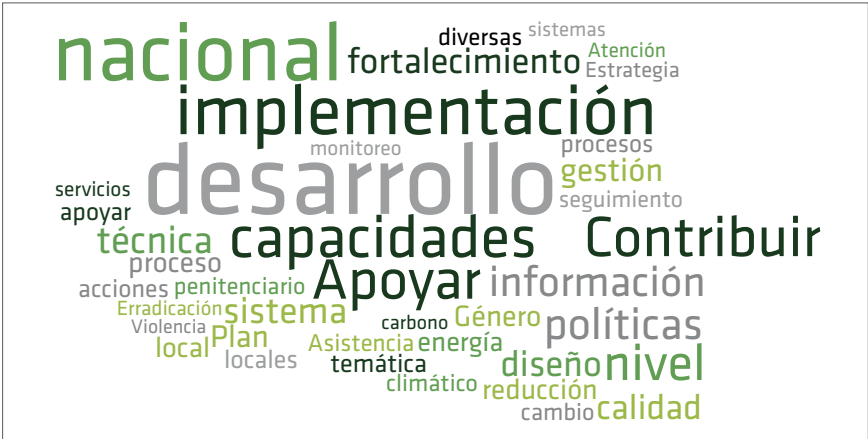 nacional diversas sistemas
fortalecimiento Atención
Estrategia
implementación
monitoreo procesos
desarrollo gestión
servicios seguimiento
apoyar
técnica capacidades Contribuir
proceso
acciones penitenciario Apoyar información
Erradicación sistema carbono Género políticas
Violencia
local Plan Asistencia energía
locales temática diseño nivel
climático reducción
cambio calidad